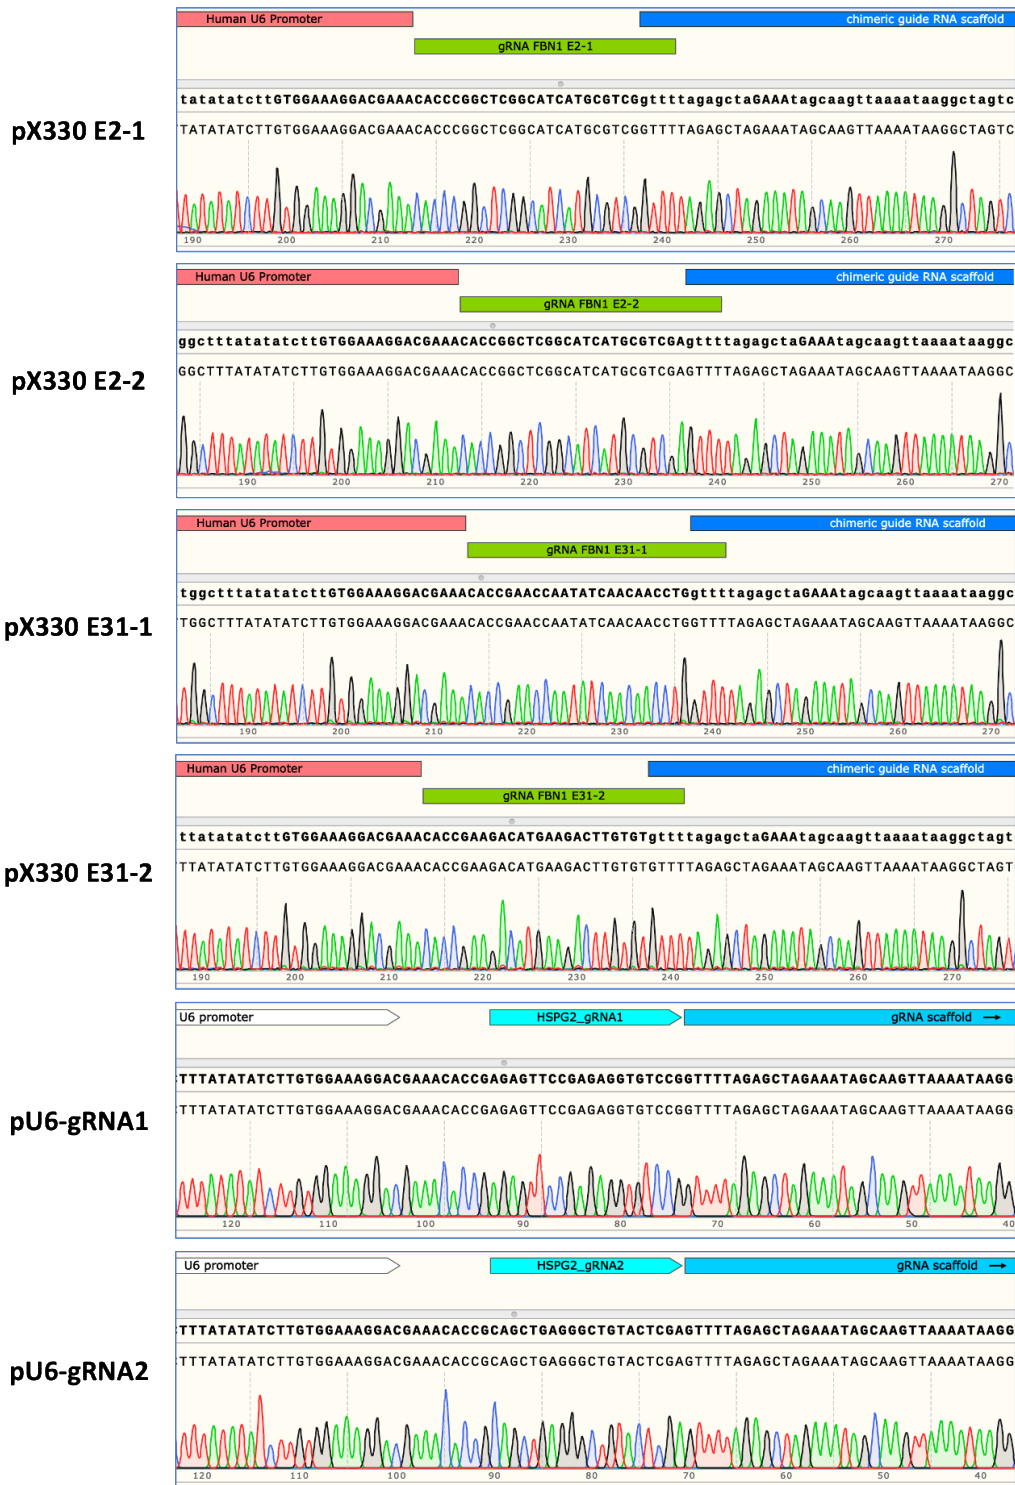 Human U6 Promoter chimeric guide RNA scaffold
gRNA FBN1 E2-1
tatatatcttGTGGAAAGGACGAAACACCCGGCTCGGCATCATGCGTCGgttttagagctaGAAAtagcaagttaaaataaggctagtc
pX330 E2-1
TATATATCTTGTGGAAAGGACGAAACACCCGGCTCGGCATCATGCGTCGGTTTTAGAGCTAGAAATAGCAAGTTAAAATAAGGCTAGTC
190 200 210 220 230 240 250 260 270
Human U6 Promoter chimeric guide RNA scaffold
gRNA FBN1 E2-2
ggctttatatatcttGTGGAAAGGACGAAACACCGGCTCGGCATCATGCGTCGAgttttagagctaGAAAtagcaagttaaaataaggc
pX330 E2-2
GGCTTTATATATCTTGTGGAAAGGACGAAACACCGGCTCGGCATCATGCGTCGAGTTTTAGAGCTAGAAATAGCAAGTTAAAATAAGGC
190 200 210 220 230 240 250 260 270
Human U6 Promoter chimeric guide RNA scaffold
gRNA FBN1 E31-1
tggctttatatatcttGTGGAAAGGACGAAACACCGAACCAATATCAACAACCTGgttttagagctaGAAAtagcaagttaaaataaggc
pX330 E31-1
TGGCTTTATATATCTTGTGGAAAGGACGAAACACCGAACCAATATCAACAACCTGGTTTTAGAGCTAGAAATAGCAAGTTAAAATAAGGC
190 200 210 220 230 240 250 260 270
Human U6 Promoter chimeric guide RNA scaffold
gRNA FBN1 E31-2
ttatatatcttGTGGAAAGGACGAAACACCGAAGACATGAAGACTTGTGTgttttagagctaGAAAtagcaagttaaaataaggctagt
pX330 E31-2
TTATATATCTTGTGGAAAGGACGAAACACCGAAGACATGAAGACTTGTGTGTTTTAGAGCTAGAAATAGCAAGTTAAAATAAGGCTAGT
190 200 210 220 230 240 250 260 270
U6 promoter HSPG2_gRNA1 gRNA scaffold
TTTATATATCTTGTGGAAAGGACGAAACACCGAGAGTTCCGAGAGGTGTCCGGTTTTAGAGCTAGAAATAGCAAGTTAAAATAAGG
pU6-gRNA1
TTTATATATCTTGTGGAAAGGACGAAACACCGAGAGTTCCGAGAGGTGTCCGGTTTTAGAGCTAGAAATAGCAAGTTAAAATAAGG
120 110 100 90 80 70 60 50 40
U6 promoter HSPG2_gRNA2 gRNA scaffold
TTTATATATCTTGTGGAAAGGACGAAACACCGCAGCTGAGGGCTGTACTCGAGTTTTAGAGCTAGAAATAGCAAGTTAAAATAAGG
pU6-gRNA2
TTTATATATCTTGTGGAAAGGACGAAACACCGCAGCTGAGGGCTGTACTCGAGTTTTAGAGCTAGAAATAGCAAGTTAAAATAAGG
120 110 100 90 80 70 60 50 40